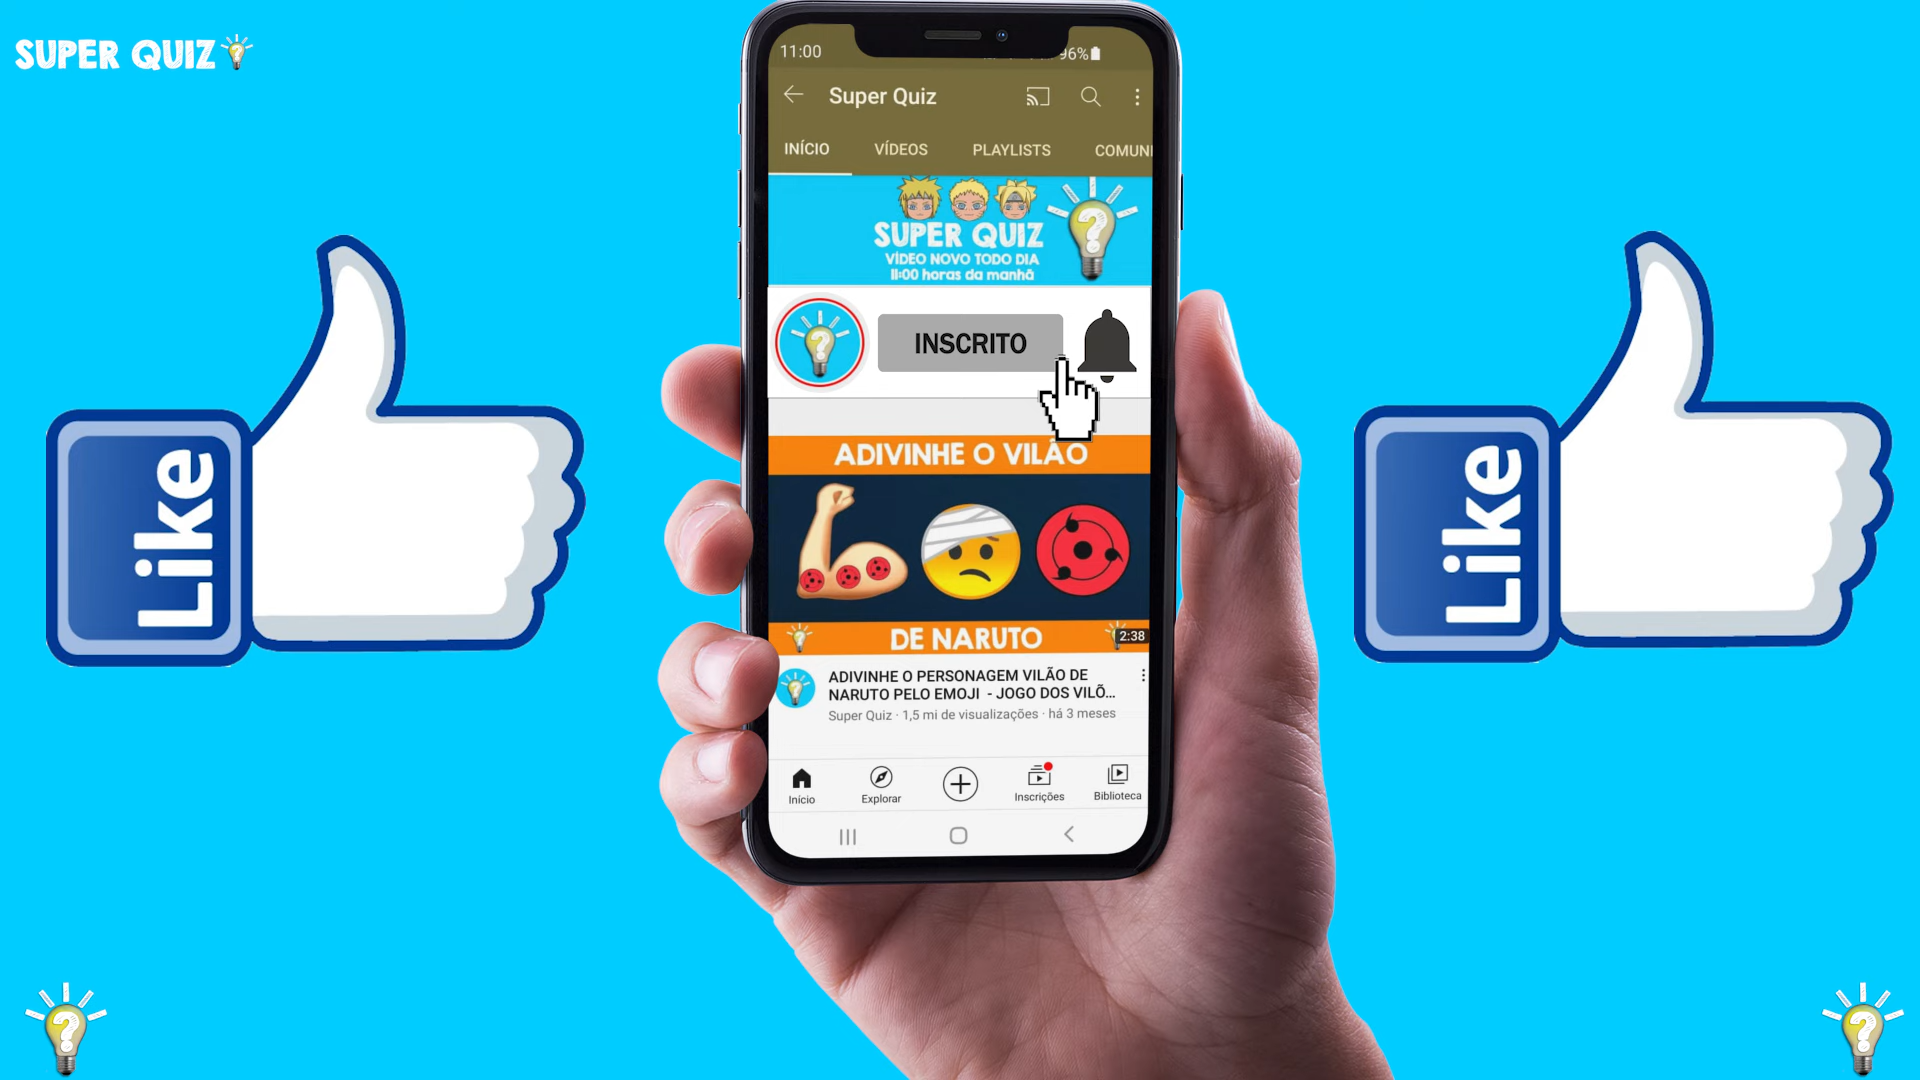 SUPER QUIZ
11:00
96%
Super Quiz
INÍCIO VÍDEOS PLAYLISTS COMUNI
SUPER QUIZ
VÍDEO NOVO TODO DIA
11:00 horas da manhã
INSCRITO
Like
Like
ADIVINHE O VILÃO
DE NARUTO
2:38
ADIVINHE O PERSONAGEM VILÃO DE
NARUTO PELO EMOJI - JOGO DOS VILÕ...
Super Quiz · 1,5 mi de visualizações · há 3 meses
Início Explorar Inscrições Biblioteca